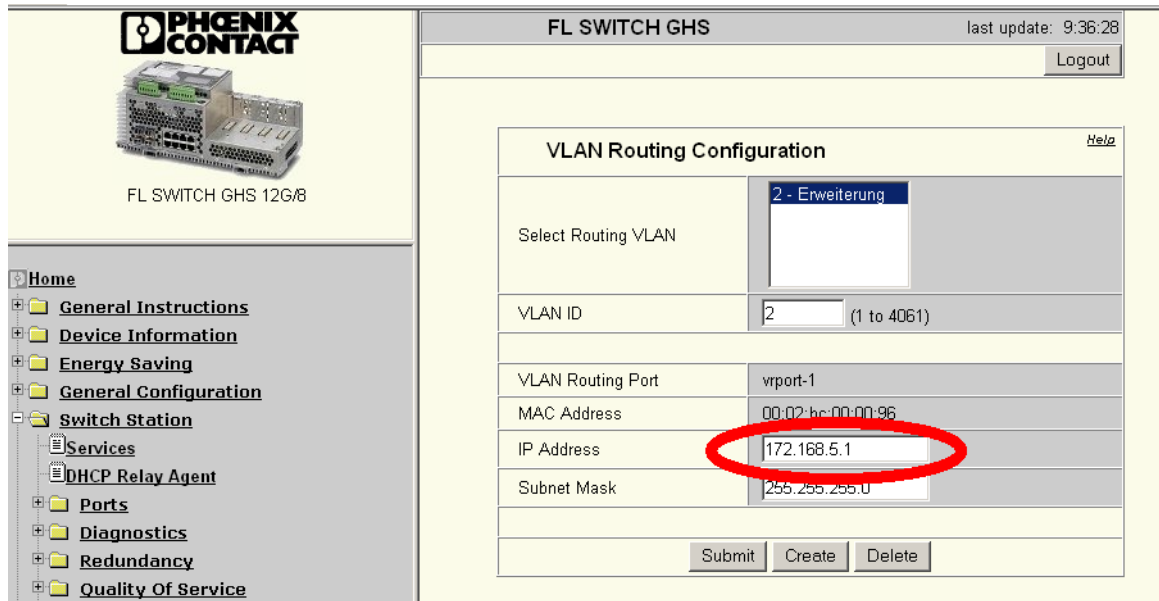 PHŒNIX
CONTACT
FL SWITCH GHS 12G/8
Home
General Instructions
Device Information
Energy Saving
General Configuration
Switch Station
Services
DHCP Relay Agent
Ports
Diagnostics
Redundancy
Quality Of Service
FL SWITCH GHS last update: 9:36:28
Logout
VLAN Routing Configuration Help
Select Routing VLAN 2 - Erweiterung
VLAN ID 2 (1 to 4061)
VLAN Routing Port vrport-1
MAC Address 00:02:bc:00:00:96
IP Address 172.168.5.1
Subnet Mask 255.255.255.0
Submit Create Delete